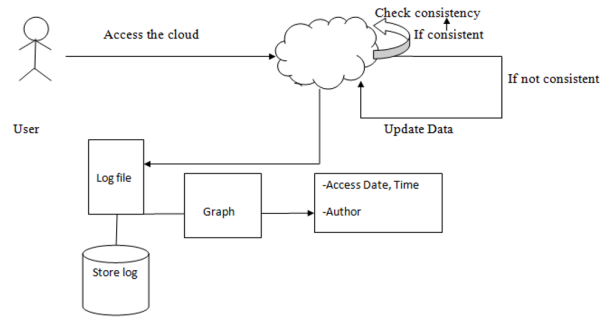 Check consistency
Access the cloud
If consistent
If not consistent
User
Update Data
Log file
-Access Date, Time
Graph
-Author
Store log